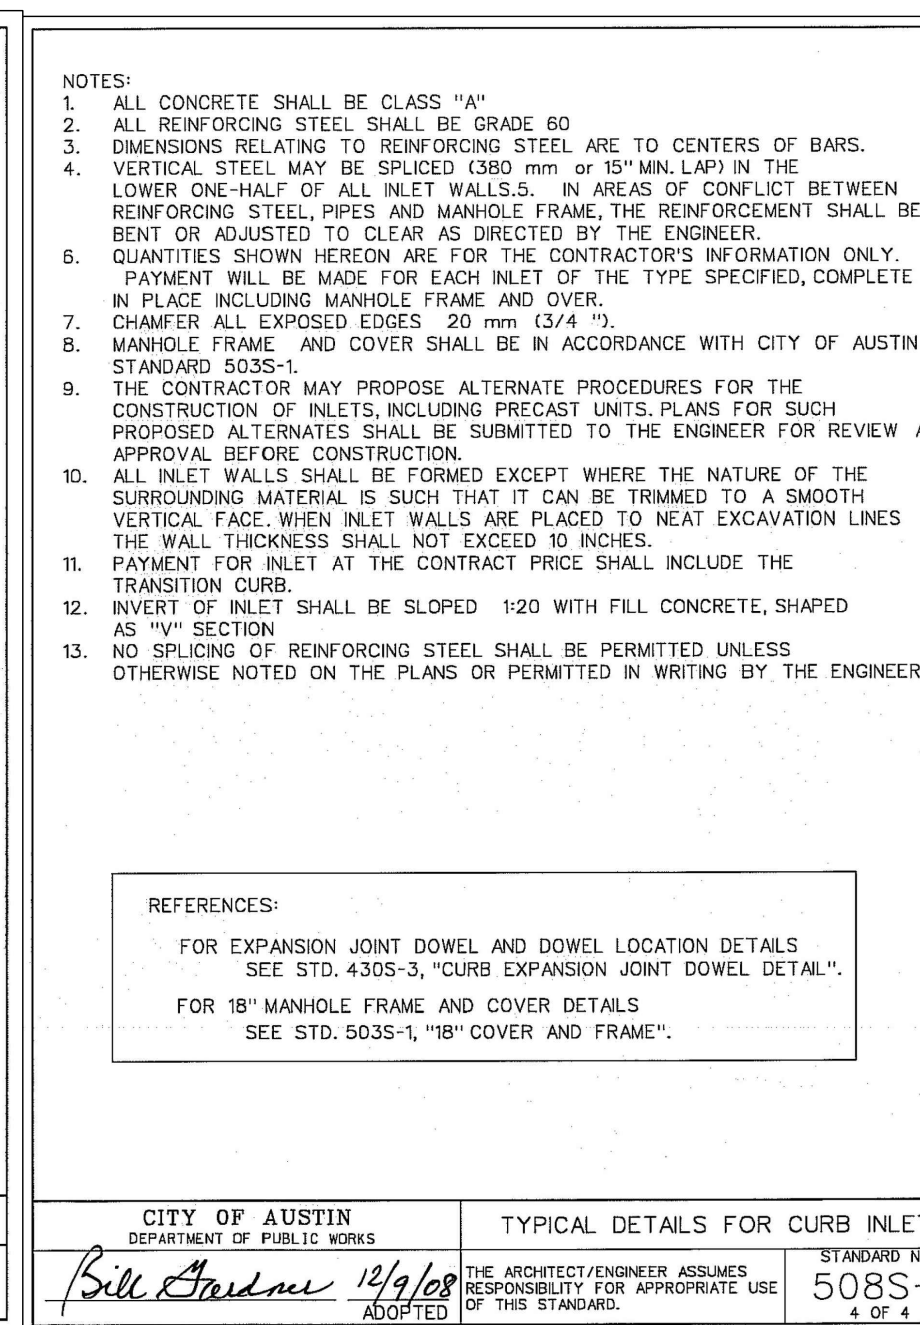 NOTES:
1. ALL CONCRETE SHALL BE CLASS "A"
2. ALL REINFORCING STEEL SHALL BE GRADE 60
3. DIMENSIONS RELATING TO REINFORCING STEEL ARE TO CENTERS OF BARS.
4. VERTICAL STEEL MAY BE SPLICED (380 mm or 15" MIN. LAP) IN THE
LOWER ONE-HALF OF ALL INLET WALLS.5. IN AREAS OF CONFLICT BETWEEN
REINFORCING STEEL, PIPES AND MANHOLE FRAME, THE REINFORCEMENT SHALL BE
BENT OR ADJUSTED TO CLEAR AS DIRECTED BY THE ENGINEER.
6. QUANTITIES SHOWN HEREON ARE FOR THE CONTRACTOR'S INFORMATION ONLY.
PAYMENT WILL BE MADE FOR EACH INLET OF THE TYPE SPECIFIED, COMPLETE
IN PLACE INCLUDING MANHOLE FRAME AND OVER.
7. CHAMFER ALL EXPOSED EDGES 20 mm (3/4 ").
8. MANHOLE FRAME AND COVER SHALL BE IN ACCORDANCE WITH CITY OF AUSTIN
STANDARD 503S-1.
9. THE CONTRACTOR MAY PROPOSE ALTERNATE PROCEDURES FOR THE
CONSTRUCTION OF INLETS, INCLUDING PRECAST UNITS. PLANS FOR SUCH
PROPOSED ALTERNATES SHALL BE SUBMITTED TO THE ENGINEER FOR REVIEW
APPROVAL BEFORE CONSTRUCTION.
10. ALL INLET WALLS SHALL BE FORMED EXCEPT WHERE THE NATURE OF THE
SURROUNDING MATERIAL IS SUCH THAT IT CAN BE TRIMMED TO A SMOOTH
VERTICAL FACE. WHEN INLET WALLS ARE PLACED TO NEAT EXCAVATION LINES
THE WALL THICKNESS SHALL NOT EXCEED 10 INCHES.
11. PAYMENT FOR INLET AT THE CONTRACT PRICE SHALL INCLUDE THE
TRANSITION CURB.
12. INVERT OF INLET SHALL BE SLOPED 1:20 WITH FILL CONCRETE, SHAPED
AS "V" SECTION
13. NO SPLICING OF REINFORCING STEEL SHALL BE PERMITTED UNLESS
OTHERWISE NOTED ON THE PLANS OR PERMITTED IN WRITING BY THE ENGINEER
REFERENCES:
FOR EXPANSION JOINT DOWEL AND DOWEL LOCATION DETAILS
SEE STD. 430S-3, "CURB EXPANSION JOINT DOWEL DETAIL".
FOR 18" MANHOLE FRAME AND COVER DETAILS
SEE STD. 503S-1, "18" COVER AND FRAME".
CITY OF AUSTIN
DEPARTMENT OF PUBLIC WORKS
TYPICAL DETAILS FOR CURB INLET
Bill Gardner 12/9/08
ADOPTED
THE ARCHITECT/ENGINEER ASSUMES
RESPONSIBILITY FOR APPROPRIATE USE
OF THIS STANDARD.
STANDARD N
508S-
4 OF 4